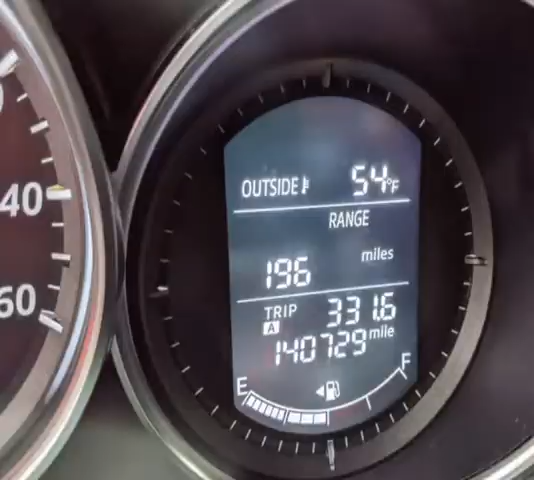 40
60
OUTSIDE 54°F
RANGE
196 miles
TRIP A 331.6
140729 mile
E F